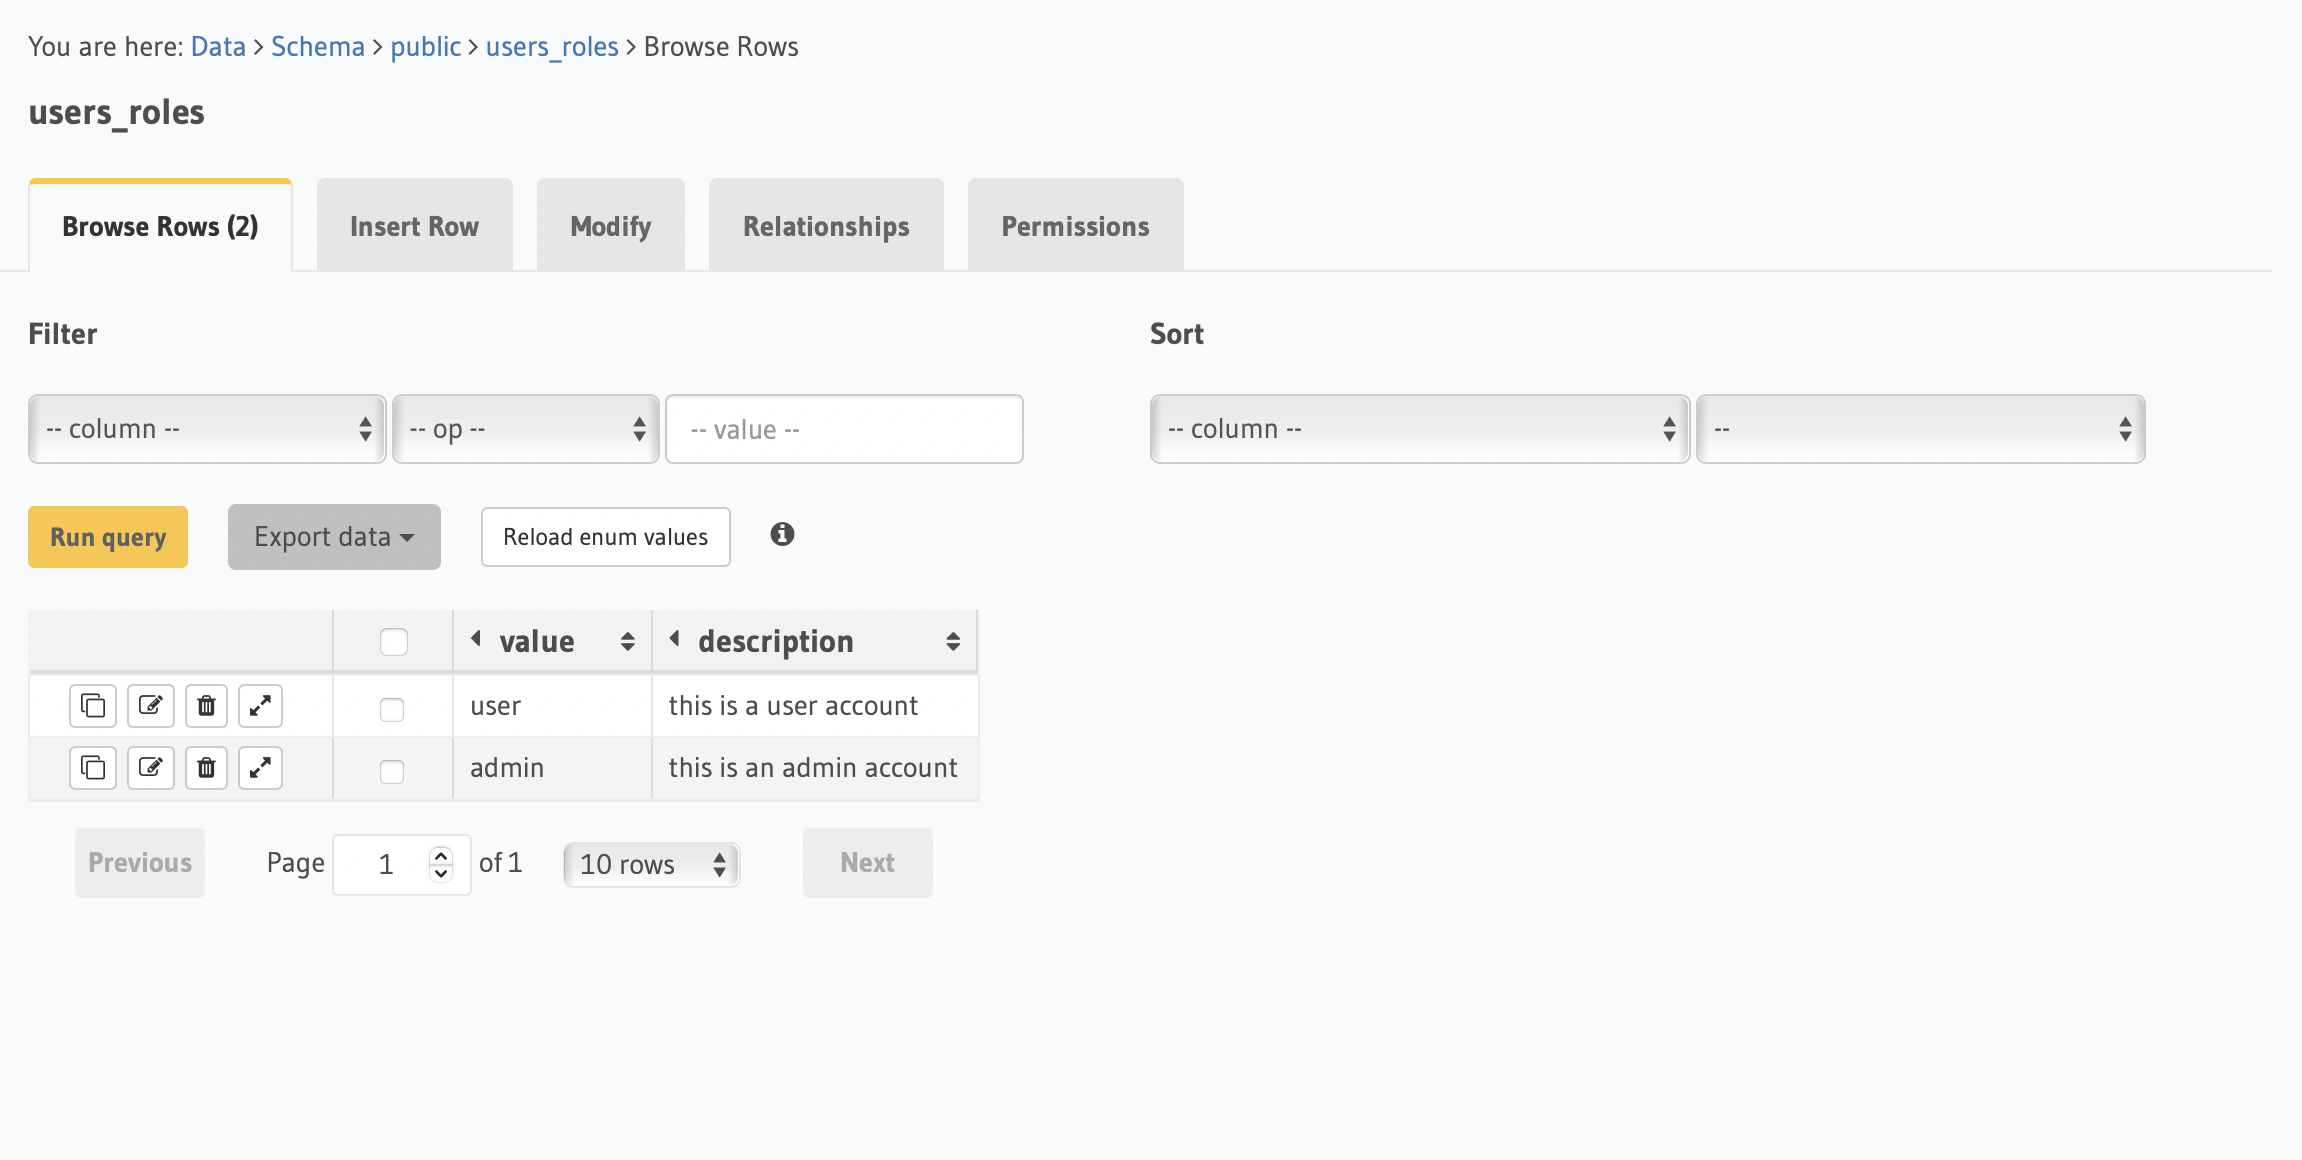 You are here: Data > Schema > public > users_roles > Browse Rows
users_roles
Browse Rows (2) Insert Row Modify Relationships Permissions
Filter Sort
-- column -- -- op -- -- value -- -- column -- --
Run query Export data Reload enum values
value description
user this is a user account
admin this is an admin account
Previous Page 1 of 1 10 rows Next